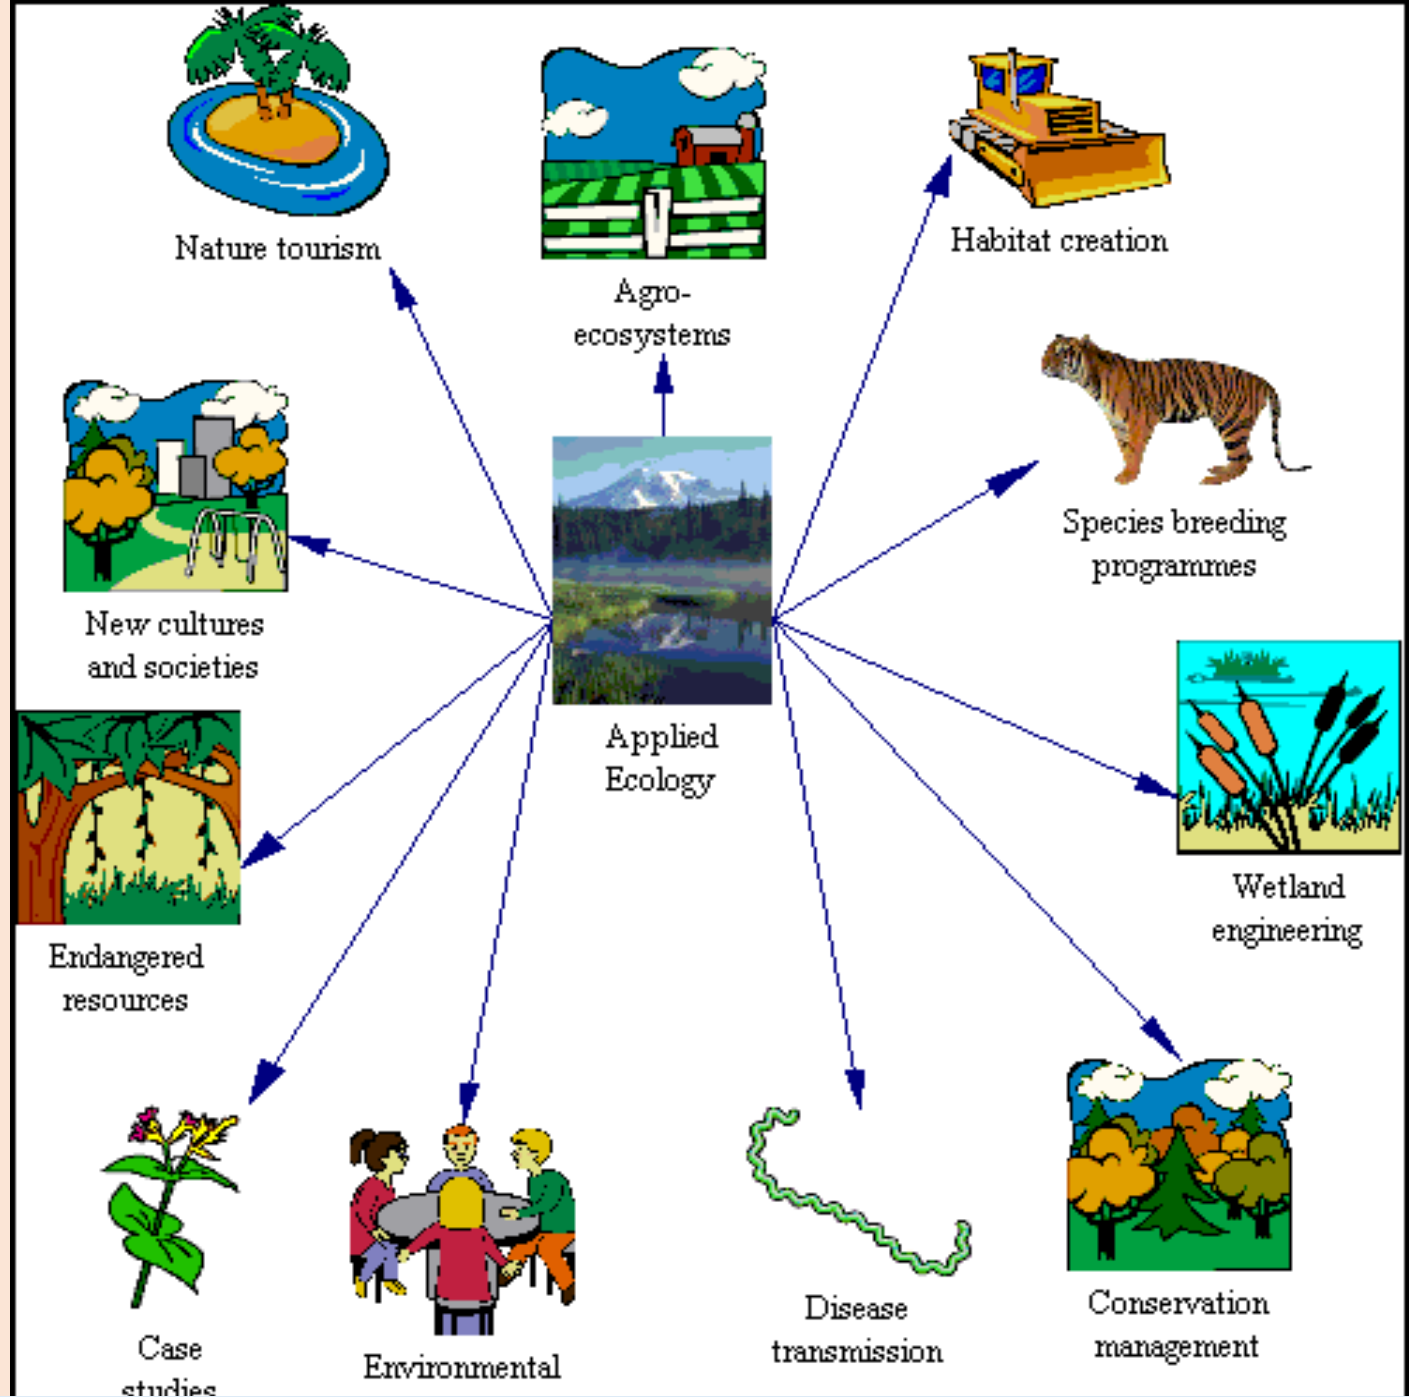 Nature tourism
Agro-
ecosystems
Habitat creation
Species breeding
programmes
New cultures
and societies
Applied
Ecology
Wetland
engineering
Endangered
resources
Case
studies
Environmental
Disease
transmission
Conservation
management